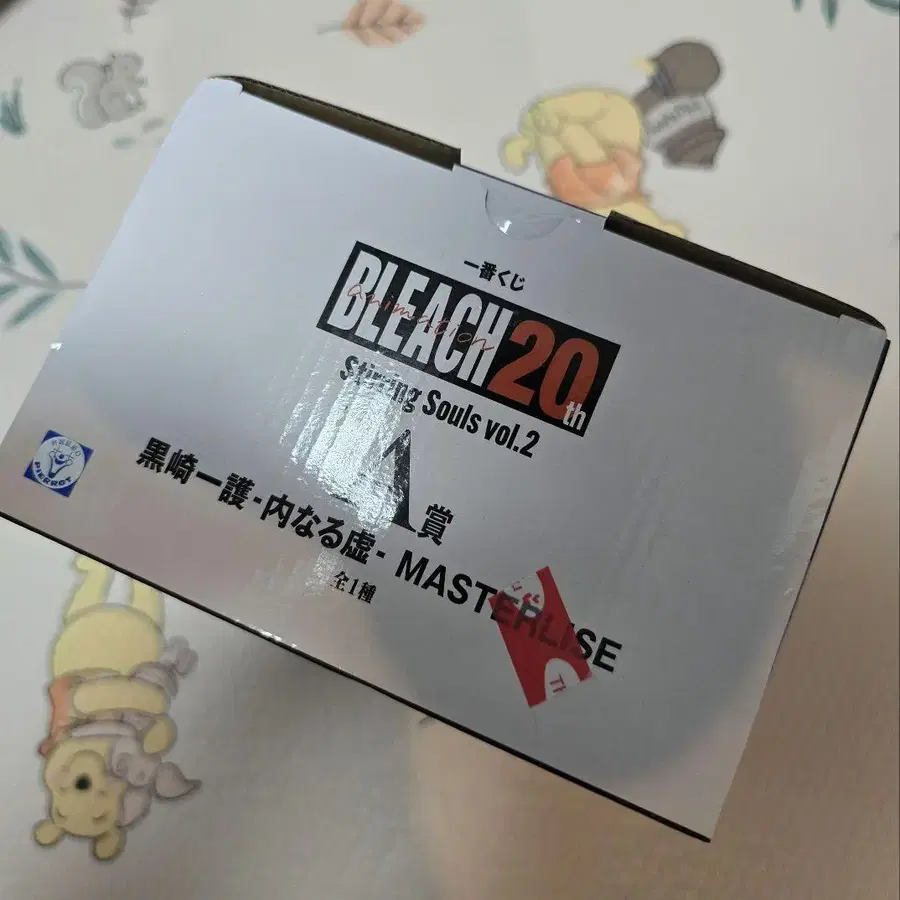 一番くじ
BLEACH 20th
animation
Stirring Souls vol.2
A賞
黒崎一護-内なる虚- MASTERLISE
全1種
PIERROT